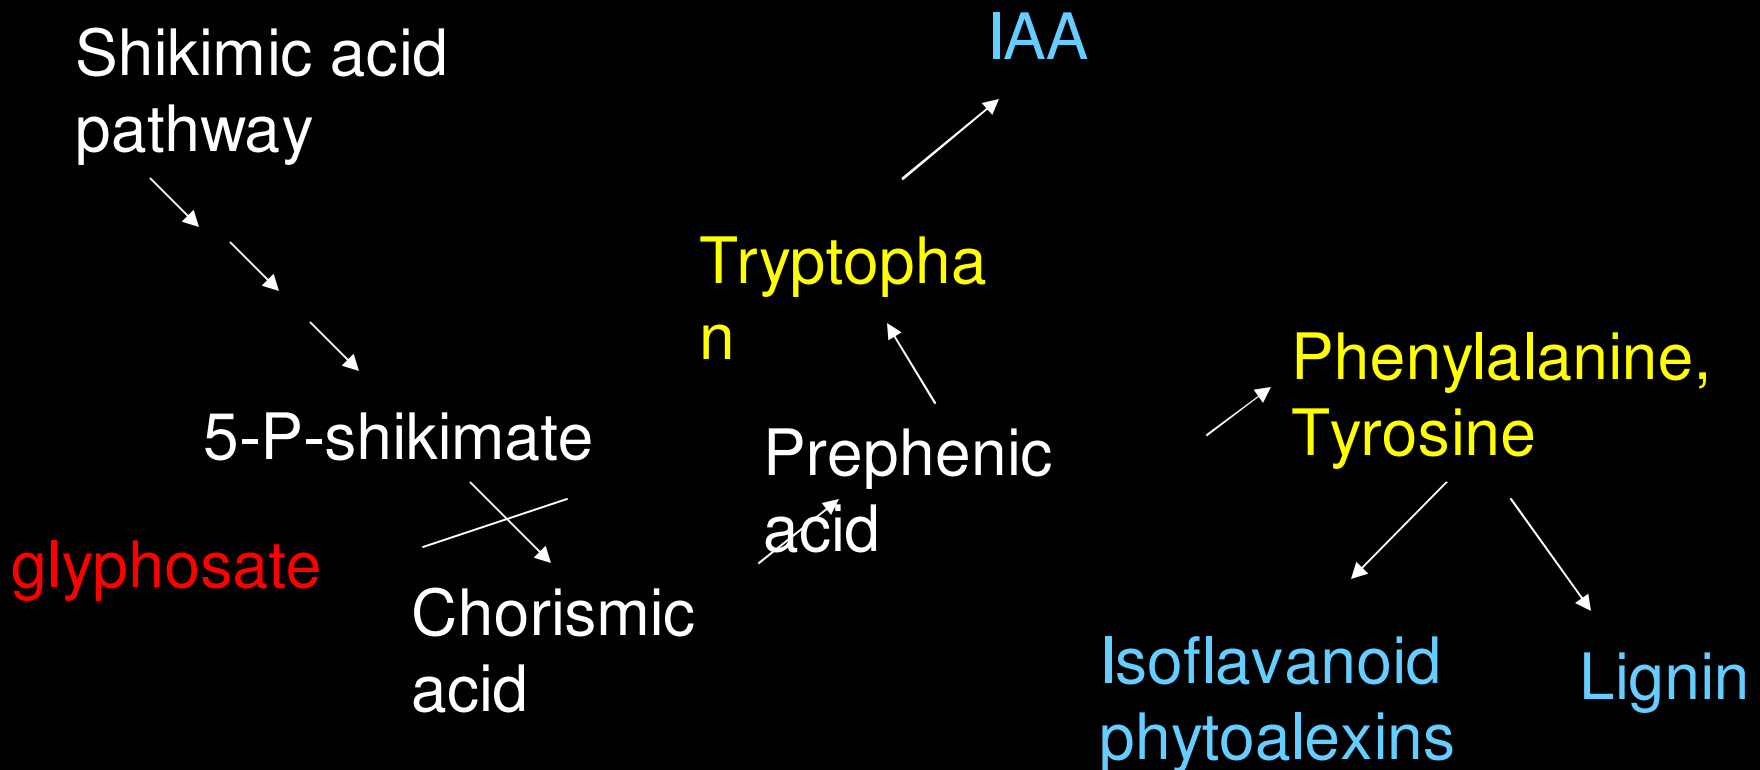 Shikimic acid
pathway
IAA
Tryptopha
n
Phenylalanine,
Tyrosine
5-P-shikimate
Prephenic
acid
glyphosate
Chorismic
acid
Isoflavanoid
phytoalexins
Lignin